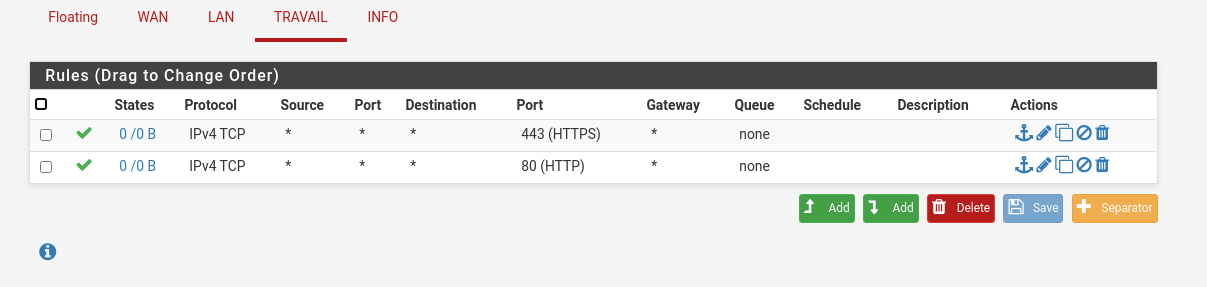 Floating WAN LAN TRAVAIL INFO
Rules (Drag to Change Order)
States Protocol Source Port Destination Port Gateway Queue Schedule Description Actions
0 /0 B IPv4 TCP * * * 443 (HTTPS) * none
0 /0 B IPv4 TCP * * * 80 (HTTP) * none
Add Add Delete Save Separator